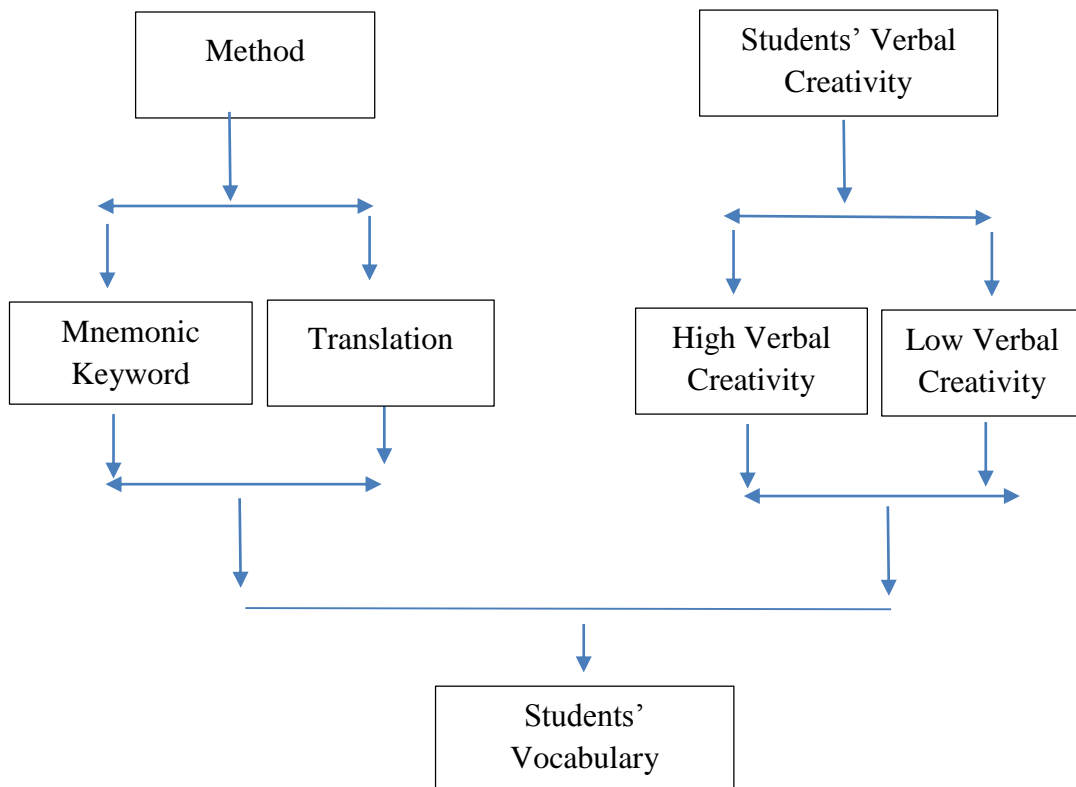 Method
Students’ Verbal
Creativity
Mnemonic
Keyword
Translation
High Verbal
Creativity
Low Verbal
Creativity
Students’
Vocabulary